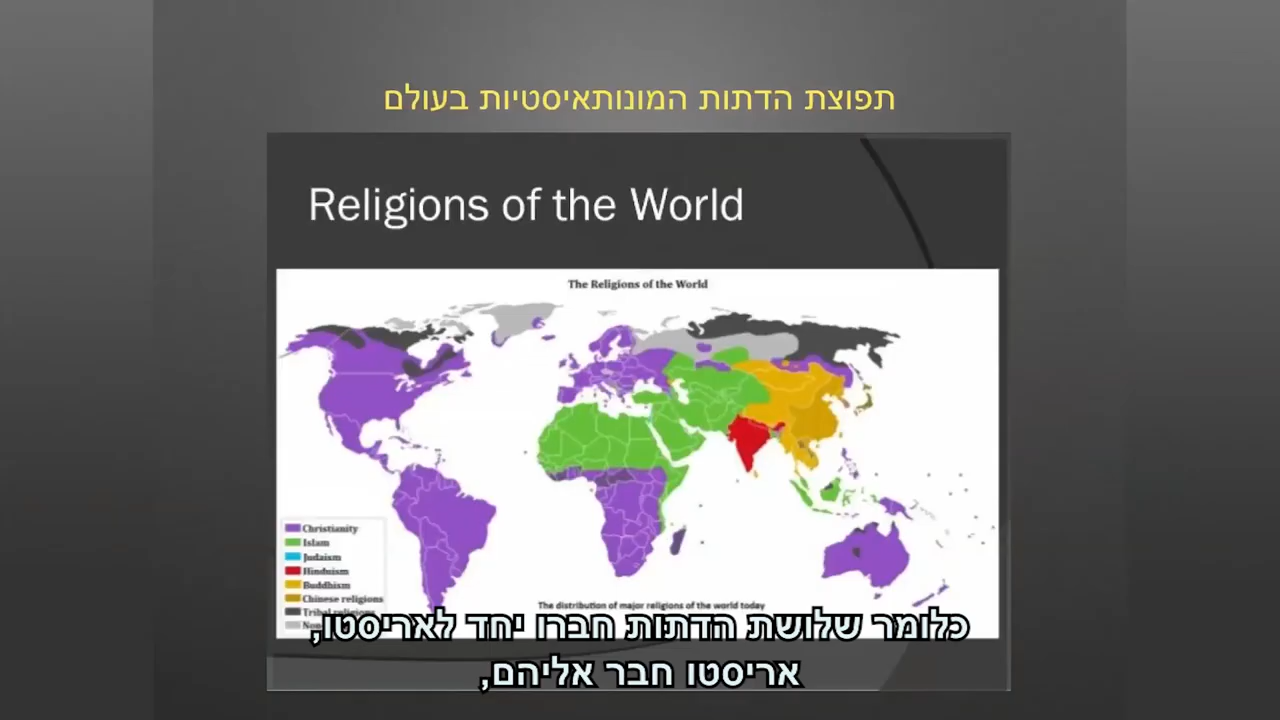 תפוצת הדתות המונותאיסטיות בעולם
Religions of the World
The Religions of the World
Christianity
Islam
Judaism
Hinduism
Buddhism
Chinese religions
Tribal religions
The distribution of major religions of the world today
כלומר שלושת הדתות חברו יחד לאריסטו,
אריסטו חבר אליהם,